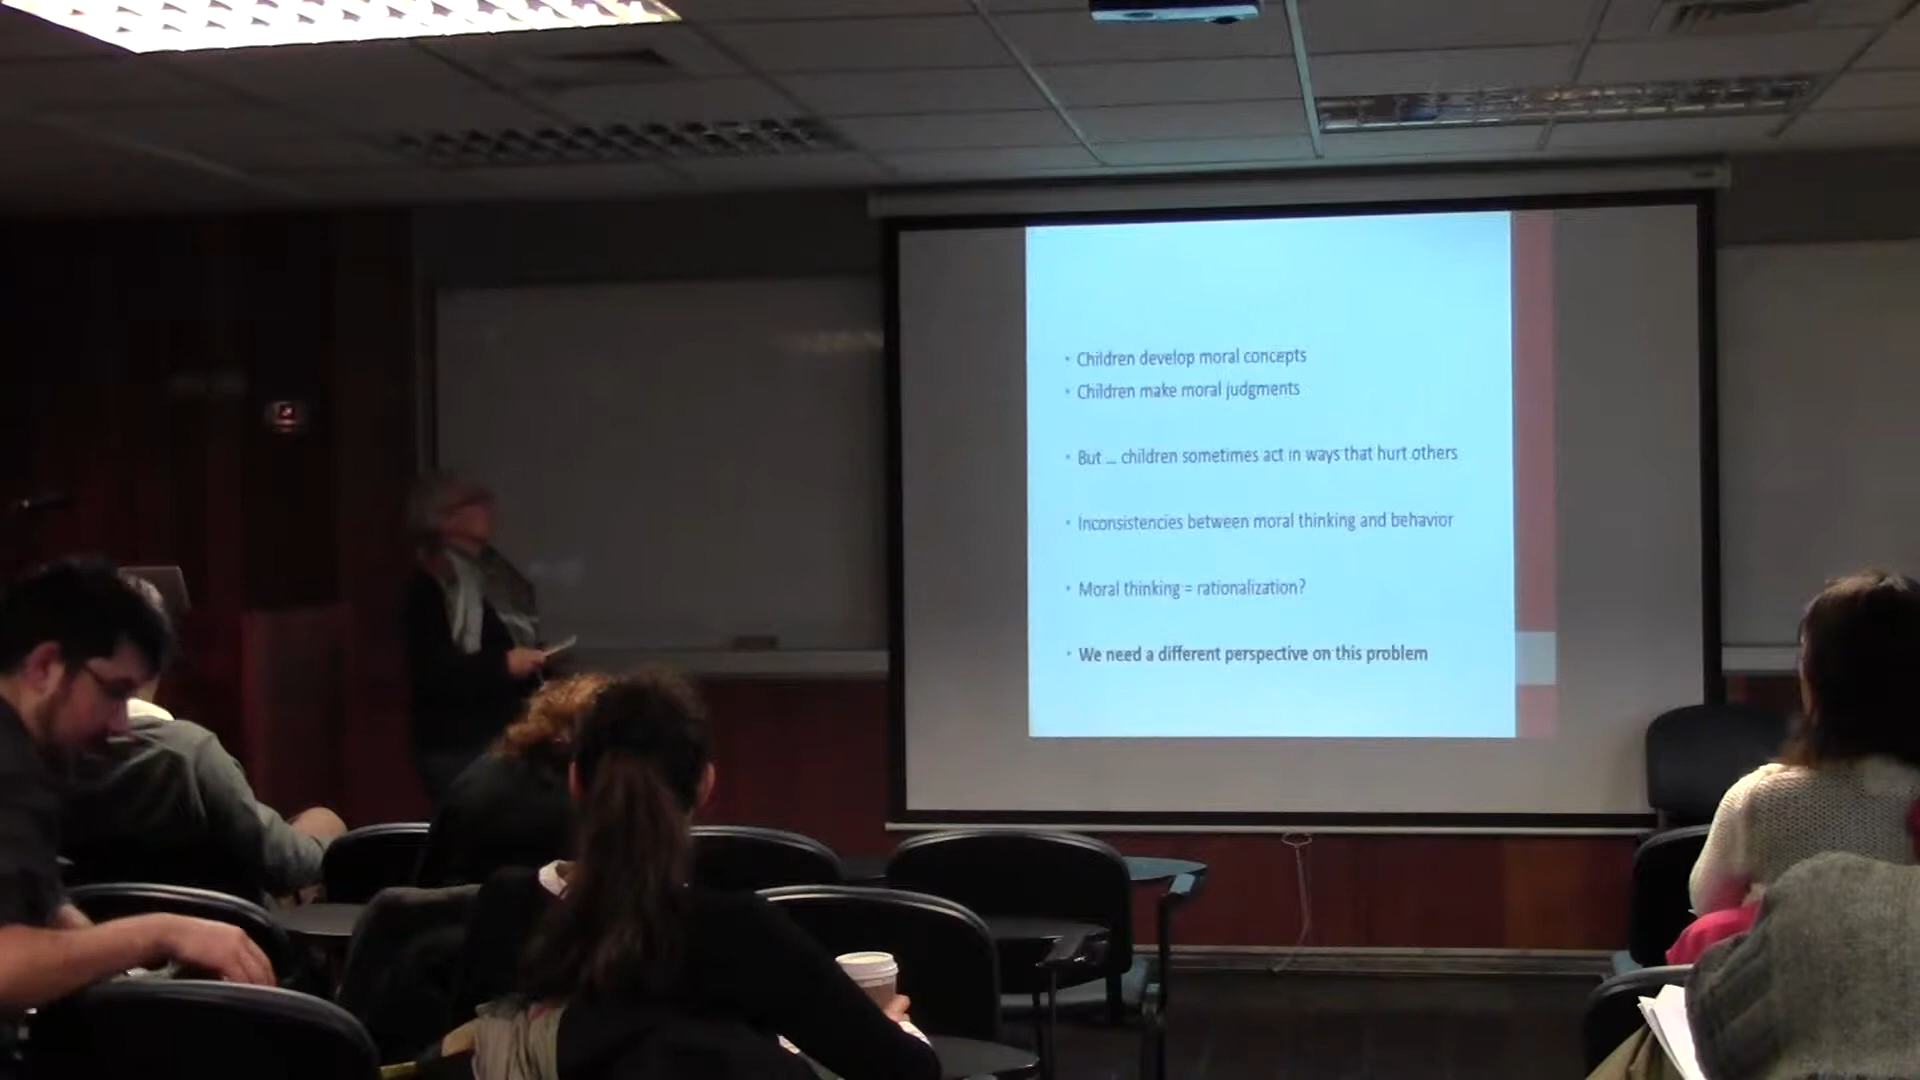 • Children develop moral concepts
• Children make moral judgments
• But ... children sometimes act in ways that hurt others
• Inconsistencies between moral thinking and behavior
• Moral thinking = rationalization?
• We need a different perspective on this problem